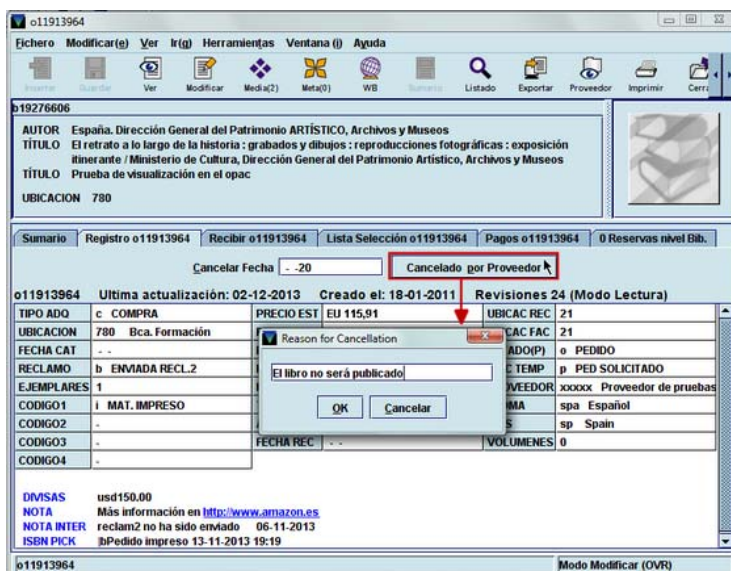 o11913964
Fichero Modificar(e) Ver Ir(g) Herramientas Ventana (i) Ayuda
Insertar Guardar Ver Modificar Media(2) Meta(0) WB Sumario Listado Exportar Proveedor Imprimir Cerra
b19276606
AUTOR España. Dirección General del Patrimonio ARTÍSTICO, Archivos y Museos
TÍTULO El retrato a lo largo de la historia : grabados y dibujos : reproducciones fotográficas : exposición
itinerante / Ministerio de Cultura, Dirección General del Patrimonio Artístico, Archivos y Museos
TÍTULO Prueba de visualización en el opac
UBICACION 780
Sumario Registro o11913964 Recibir o11913964 Lista Selección o11913964 Pagos o11913964 0 Reservas nivel Bib.
Cancelar Fecha - -20 Cancelado por Proveedor
o11913964 Ultima actualización: 02-12-2013 Creado el: 18-01-2011 Revisiones 24 (Modo Lectura)
TIPO ADQ c COMPRA PRECIO EST EU 115,91 UBICAC REC 21
UBICACION 780 Bca. Formación CAC FAC 21
Reason for Cancellation
FECHA CAT - - ADO(P) o PEDIDO
RECLAMO b ENVIADA RECL.2 TEMP p PED SOLICITADO
El libro no será publicado
EJEMPLARES 1 VEEDOR xxxxx Proveedor de pruebas
CODIGO1 i MAT. IMPRESO OMA spa Español
OK Cancelar
CODIGO2 - S sp Spain
CODIGO3 - FECHA REC - - VOLUMENES 0
CODIGO4 -
DIVISAS usd150.00
NOTA Más información en http://www.amazon.es
NOTA INTER reclam2 no ha sido enviado 06-11-2013
ISBN PICK |bPedido impreso 13-11-2013 19:19
o11913964 Modo Modificar (OVR)